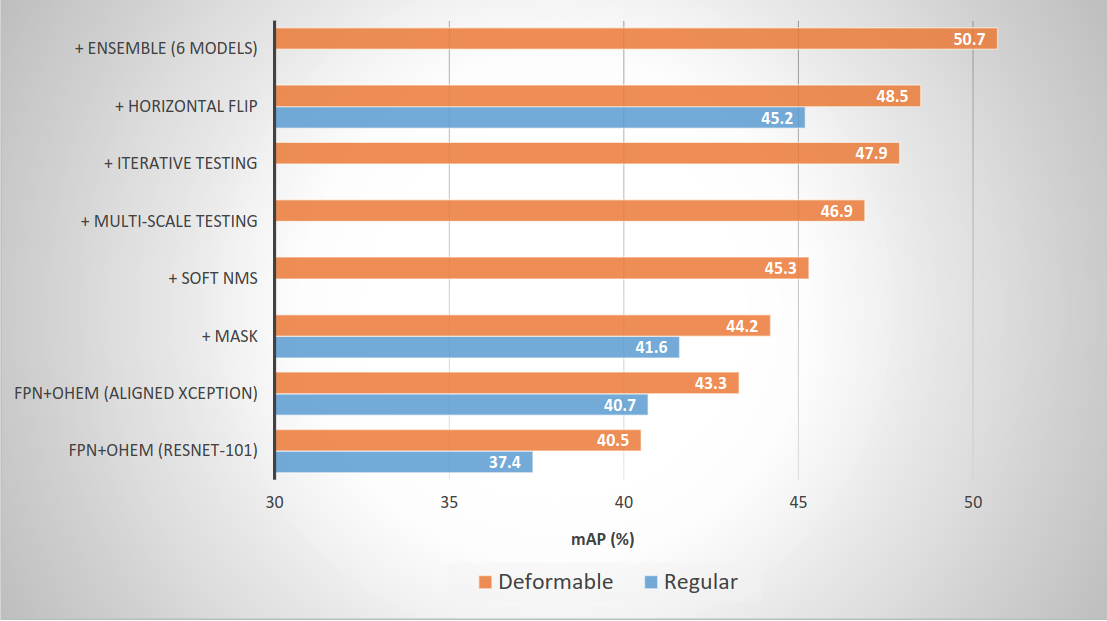 + ENSEMBLE (6 MODELS)
50.7
+ HORIZONTAL FLIP
48.5
45.2
+ ITERATIVE TESTING
47.9
+ MULTI-SCALE TESTING
46.9
+ SOFT NMS
45.3
+ MASK
44.2
41.6
FPN+OHEM (ALIGNED XCEPTION)
43.3
40.7
FPN+OHEM (RESNET-101)
40.5
37.4
30 35 40 45 50
mAP (%)
Deformable Regular